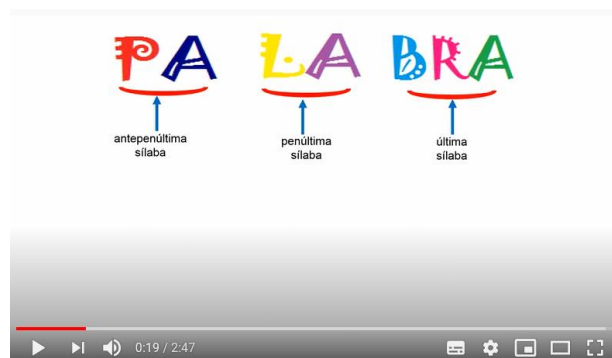 PA LA BRA
antepenúltima
sílaba
penúltima
sílaba
última
sílaba
0:19 / 2:47